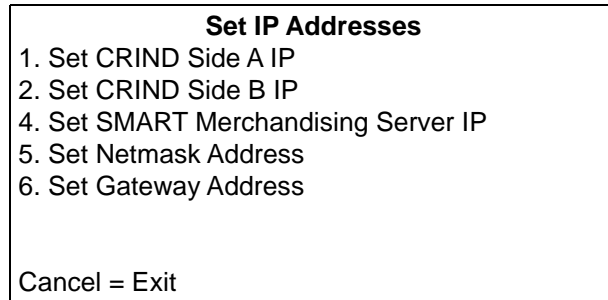 Set IP Addresses
1. Set CRIND Side A IP
2. Set CRIND Side B IP
4. Set SMART Merchandising Server IP
5. Set Netmask Address
6. Set Gateway Address
Cancel = Exit